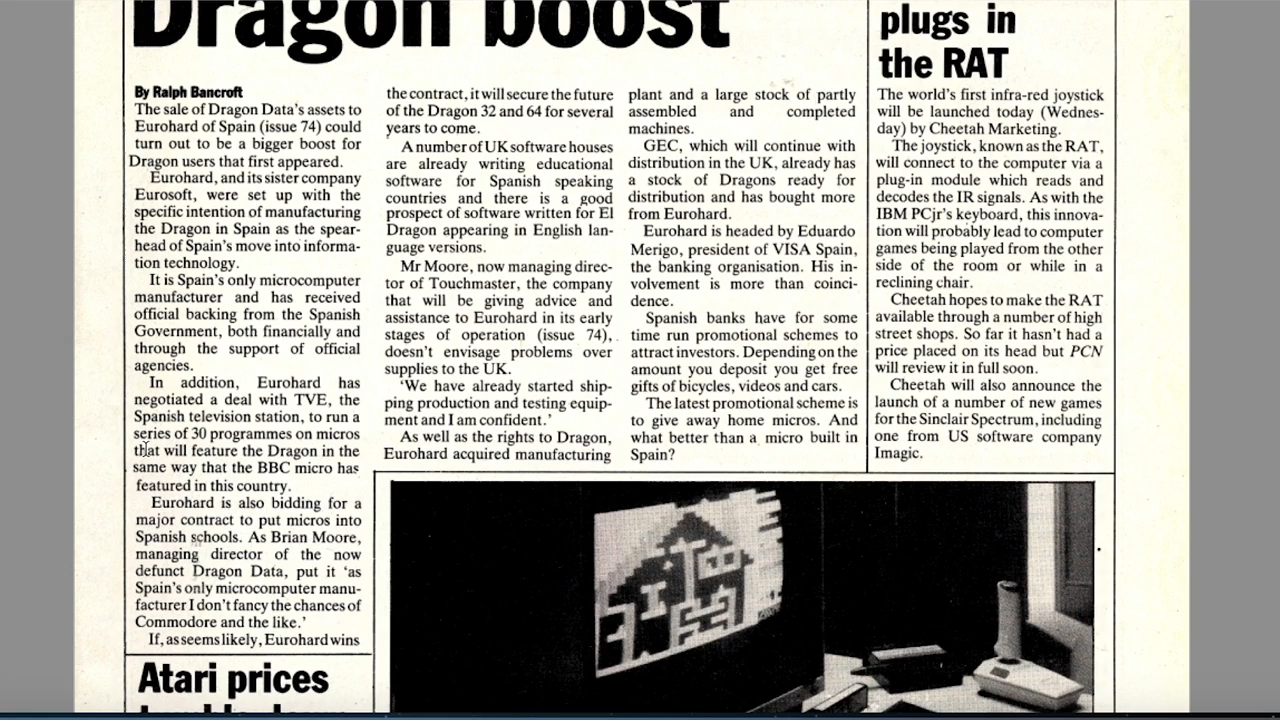 Dragon boost
By Ralph Bancroft
The sale of Dragon Data's assets to
Eurohard of Spain (issue 74) could
turn out to be a bigger boost for
Dragon users that first appeared.
Eurohard, and its sister company
Eurosoft, were set up with the
specific intention of manufacturing
the Dragon in Spain as the spear-
head of Spain's move into informa-
tion technology.
It is Spain's only microcomputer
manufacturer and has received
official backing from the Spanish
Government, both financially and
through the support of official
agencies.
In addition, Eurohard has
negotiated a deal with TVE, the
Spanish television station, to run a
series of 30 programmes on micros
that will feature the Dragon in the
same way that the BBC micro has
featured in this country.
Eurohard is also bidding for a
major contract to put micros into
Spanish schools. As Brian Moore,
managing director of the now
defunct Dragon Data, put it 'as
Spain's only microcomputer manu-
facturer I don't fancy the chances of
Commodore and the like.'
If, as seems likely, Eurohard wins
the contract, it will secure the future
of the Dragon 32 and 64 for several
years to come.
A number of UK software houses
are already writing educational
software for Spanish speaking
countries and there is a good
prospect of software written for El
Dragon appearing in English lan-
guage versions.
Mr Moore, now managing direc-
tor of Touchmaster, the company
that will be giving advice and
assistance to Eurohard in its early
stages of operation (issue 74),
doesn't envisage problems over
supplies to the UK.
'We have already started ship-
ping production and testing equip-
ment and I am confident.'
As well as the rights to Dragon,
Eurohard acquired manufacturing
plant and a large stock of partly
assembled and completed
machines.
GEC, which will continue with
distribution in the UK, already has
a stock of Dragons ready for
distribution and has bought more
from Eurohard.
Eurohard is headed by Eduardo
Merigo, president of VISA Spain,
the banking organisation. His in-
volvement is more than coinci-
dence.
Spanish banks have for some
time run promotional schemes to
attract investors. Depending on the
amount you deposit you get free
gifts of bicycles, videos and cars.
The latest promotional scheme is
to give away home micros. And
what better than a micro built in
Spain?
plugs in
the RAT
The world's first infra-red joystick
will be launched today (Wednes-
day) by Cheetah Marketing.
The joystick, known as the RAT,
will connect to the computer via a
plug-in module which reads and
decodes the IR signals. As with the
IBM PCjr's keyboard, this innova-
tion will probably lead to computer
games being played from the other
side of the room or while in a
reclining chair.
Cheetah hopes to make the RAT
available through a number of high
street shops. So far it hasn't had a
price placed on its head but PCN
will review it in full soon.
Cheetah will also announce the
launch of a number of new games
for the Sinclair Spectrum, including
one from US software company
Imagic.
Atari prices